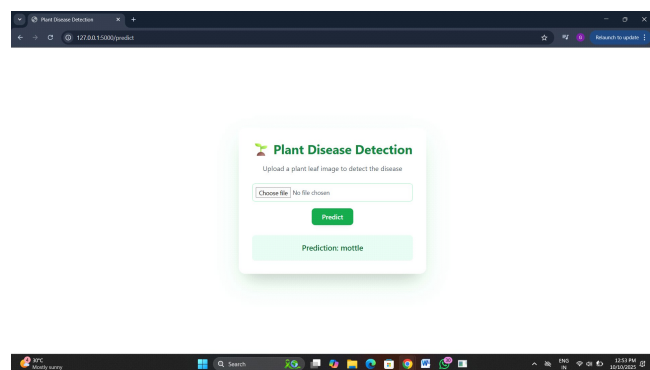 Plant Disease Detection
127.0.0.1:5000/predict
Relaunch to update
Plant Disease Detection
Upload a plant leaf image to detect the disease
Choose file No file chosen
Predict
Prediction: mottle
30°C
Mostly sunny
Search
ENG
IN
12:53 PM
10/10/2025